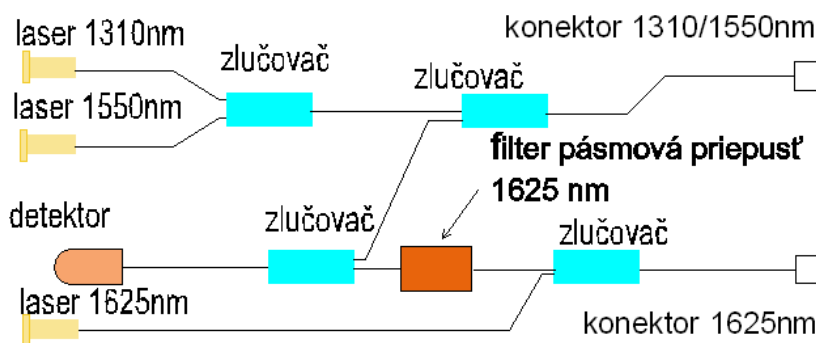 laser 1310nm
konektor 1310/1550nm
zlučovač
zlučovač
laser 1550nm
filter pásmová priepusť
1625 nm
detektor
zlučovač
zlučovač
laser 1625nm
konektor 1625nm